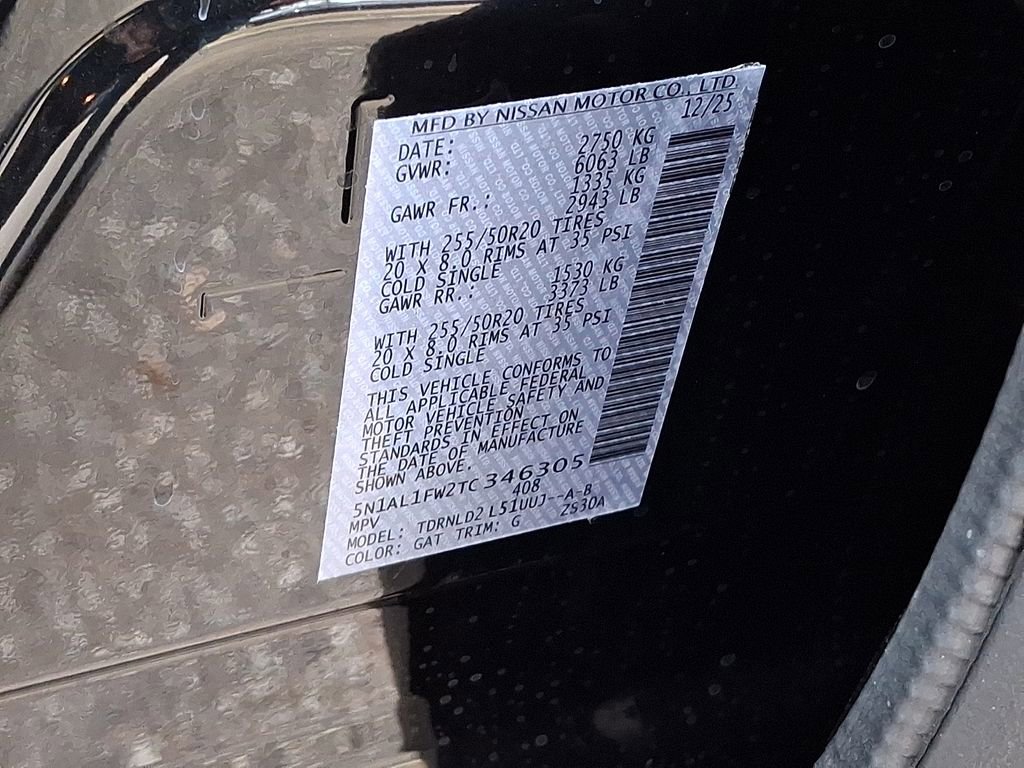 MFD BY NISSAN MOTOR CO., LTD.
DATE: 12/25
GVWR: 2750 KG
6063 LB
GAWR FR.: 1335 KG
2943 LB
WITH 255/50R20 TIRES
20 X 8.0 RIMS AT 35 PSI
COLD SINGLE
GAWR RR.: 1530 KG
3373 LB
WITH 255/50R20 TIRES
20 X 8.0 RIMS AT 35 PSI
COLD SINGLE
THIS VEHICLE CONFORMS TO
ALL APPLICABLE FEDERAL
MOTOR VEHICLE SAFETY AND
THEFT PREVENTION
STANDARDS IN EFFECT ON
THE DATE OF MANUFACTURE
SHOWN ABOVE.
5N1AL1FW2TC346305
MPV 408
MODEL: TDRNLD2 L51UUJ--A-B
COLOR: GAT TRIM: G ZS30A